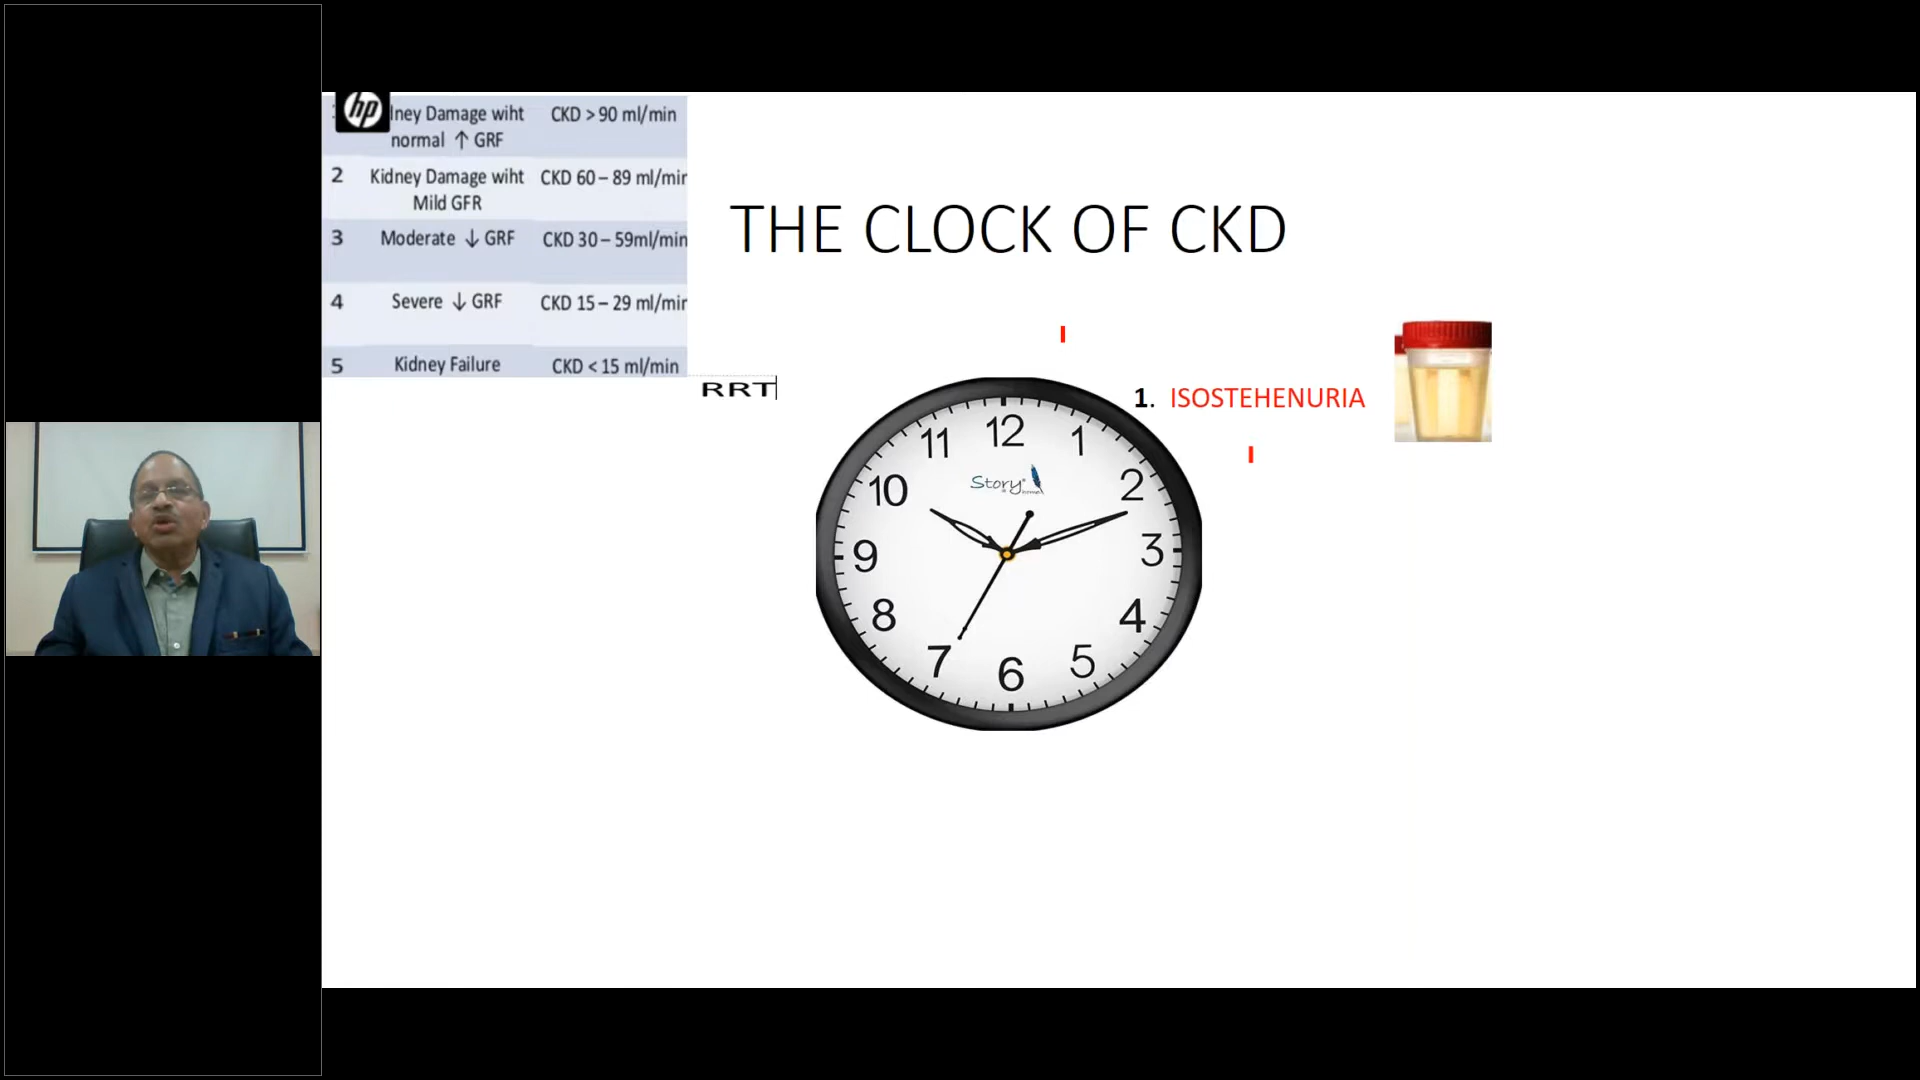 hp
lney Damage wiht CKD > 90 ml/min
normal ↑ GRF
2 Kidney Damage wiht CKD 60 – 89 ml/min
Mild GFR
3 Moderate ↓ GRF CKD 30 – 59ml/min
4 Severe ↓ GRF CKD 15 – 29 ml/min
5 Kidney Failure CKD < 15 ml/min
RRT
THE CLOCK OF CKD
1. ISOSTEHENURIA
12
11 1
10 2
Story
9 3
8 4
7 5
6